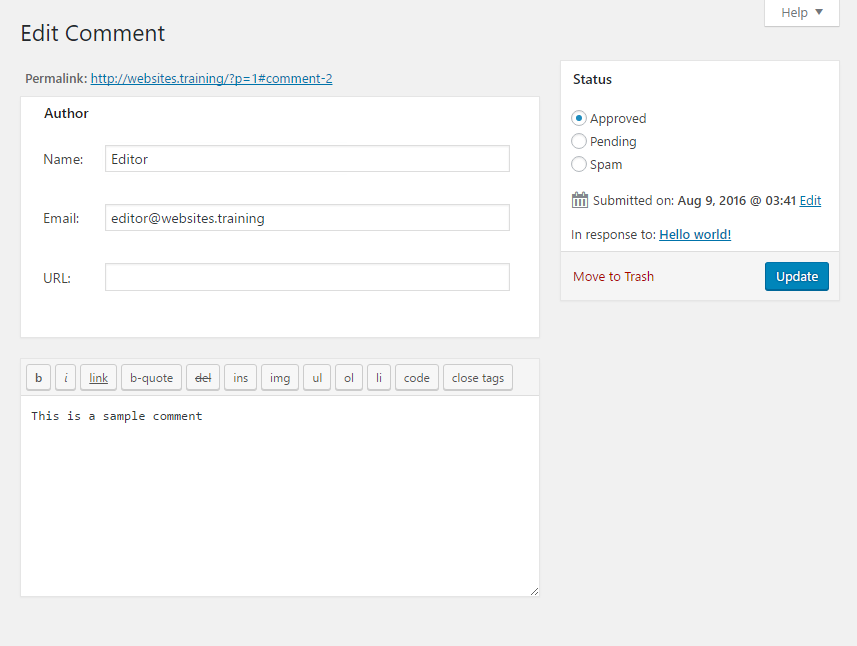 Help
Edit Comment
Permalink: http://websites.training/?p=1#comment-2
Author
Name: Editor
Email: editor@websites.training
URL:
b i link b-quote del ins img ul ol li code close tags
This is a sample comment
Status
Approved
Pending
Spam
Submitted on: Aug 9, 2016 @ 03:41 Edit
In response to: Hello world!
Move to Trash Update